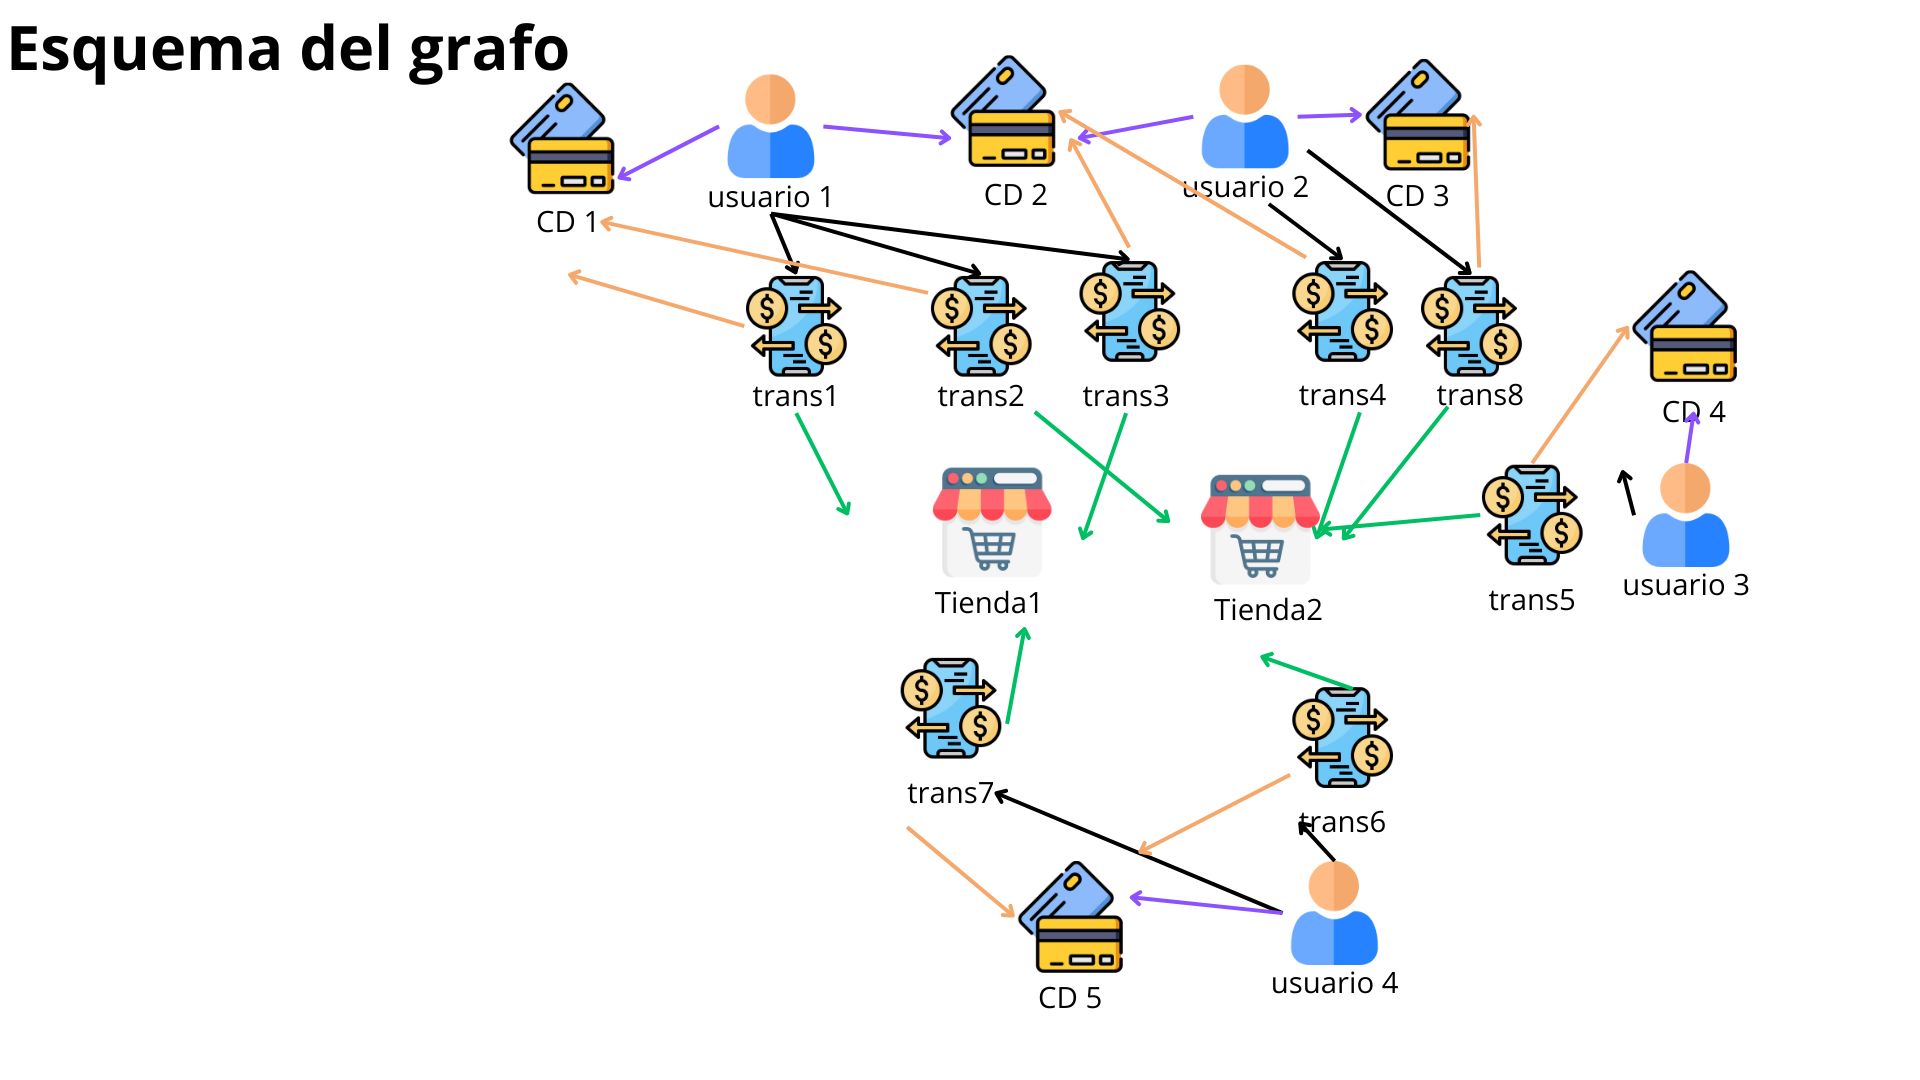 Esquema del grafo
CD 1
usuario 1
CD 2
usuario 2
CD 3
trans1
trans2
trans3
trans4
trans8
CD 4
Tienda1
Tienda2
trans5
usuario 3
trans7
trans6
CD 5
usuario 4